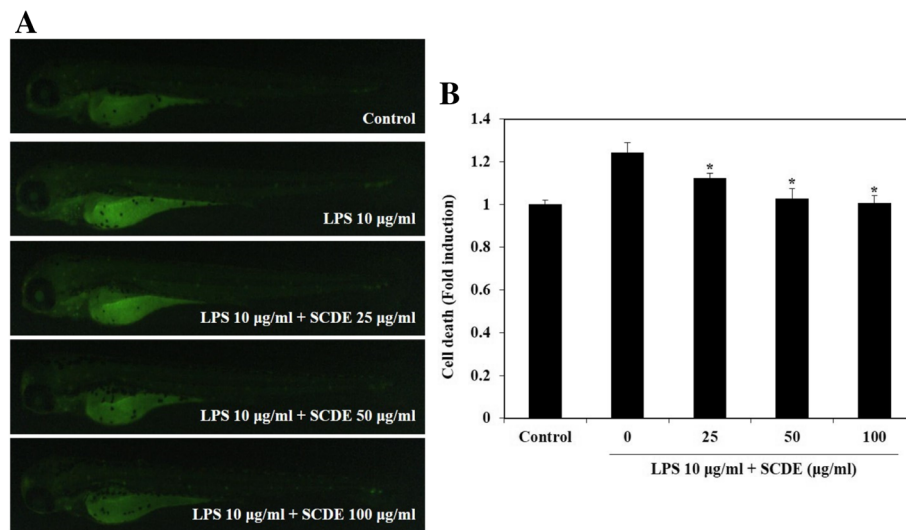 A
Control
LPS 10 µg/ml
LPS 10 µg/ml + SCDE 25 µg/ml
LPS 10 µg/ml + SCDE 50 µg/ml
LPS 10 µg/ml + SCDE 100 µg/ml
B
Cell death (Fold induction)
1.4
1.2
1
0.8
0.6
0.4
0.2
0
*
*
*
Control
0
25
50
100
LPS 10 µg/ml + SCDE (µg/ml)